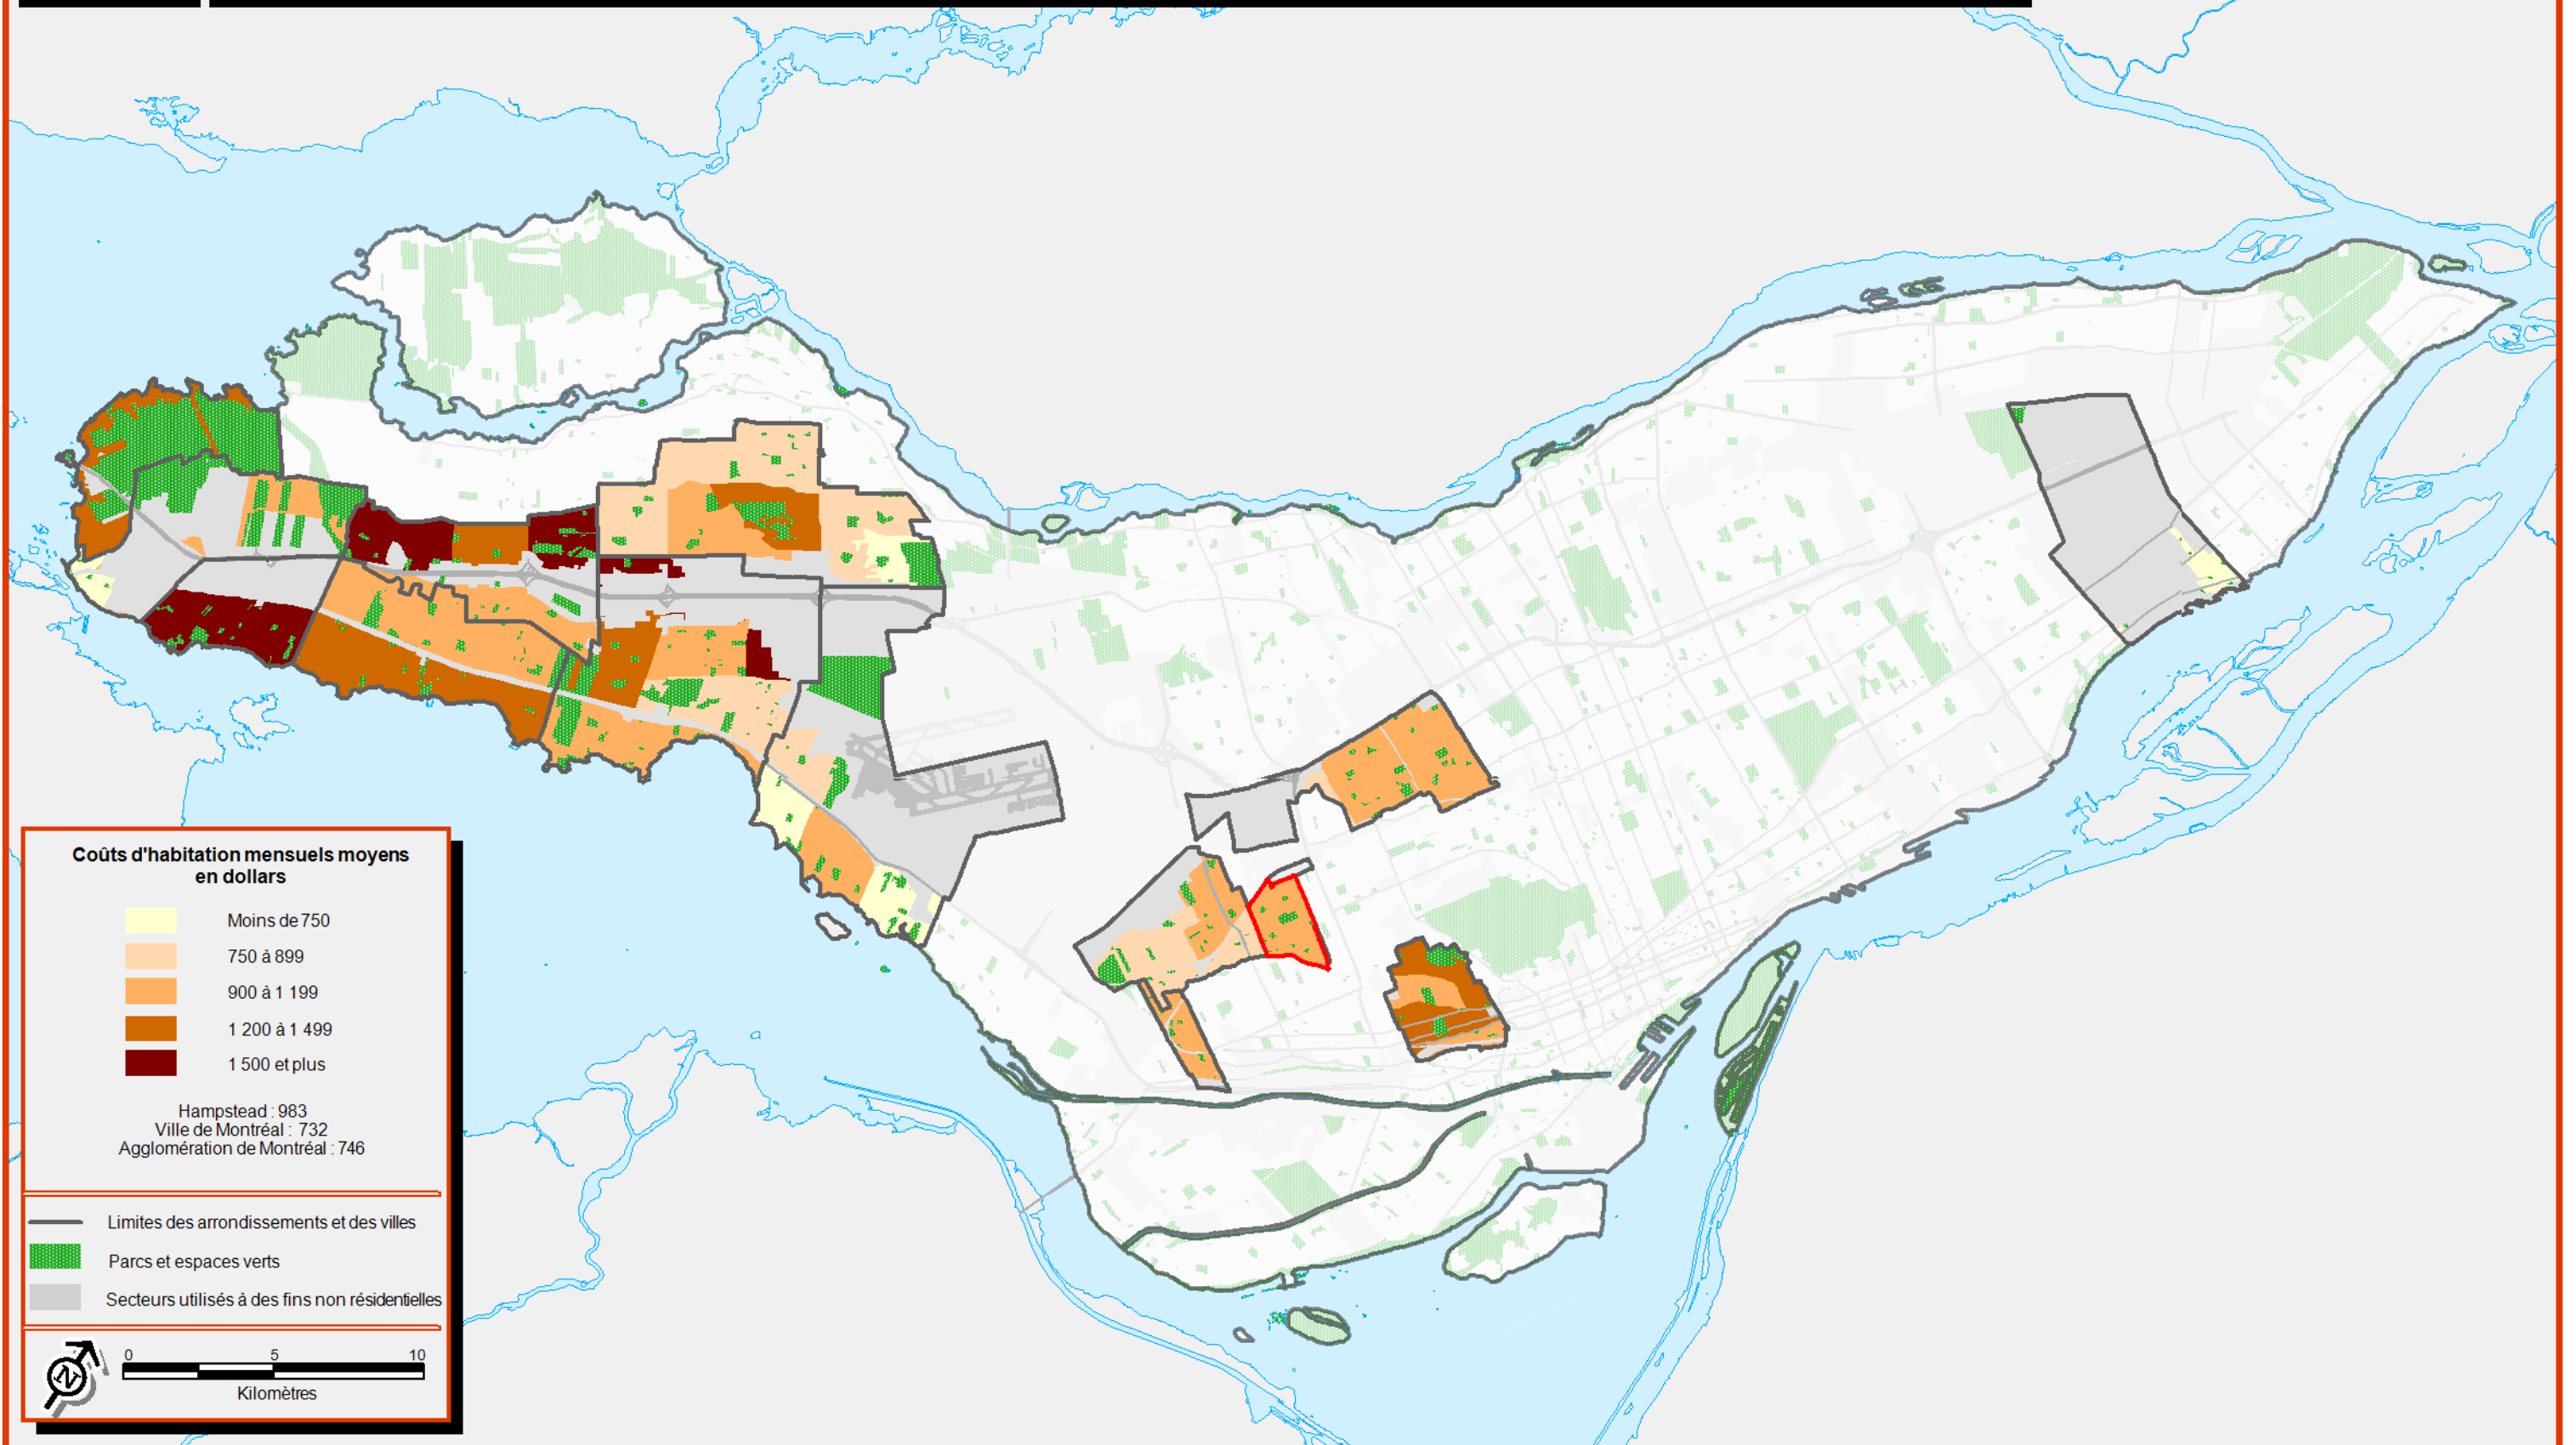 Coûts d'habitation mensuels moyens
en dollars
Moins de 750
750 à 899
900 à 1 199
1 200 à 1 499
1 500 et plus
Hampstead : 983
Ville de Montréal : 732
Agglomération de Montréal : 746
Limites des arrondissements et des villes
Parcs et espaces verts
Secteurs utilisés à des fins non résidentielles
N
0 5 10
Kilomètres